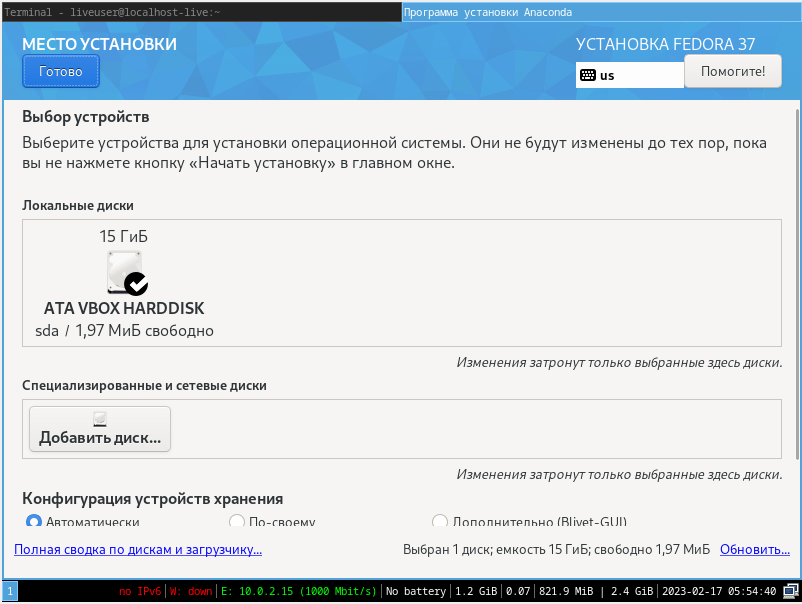 Terminal - liveuser@localhost-live:~
Программа установки Anaconda
МЕСТО УСТАНОВКИ
УСТАНОВКА FEDORA 37
Готово
us
Помогите!
Выбор устройств
Выберите устройства для установки операционной системы. Они не будут изменены до тех пор, пока
вы не нажмете кнопку «Начать установку» в главном окне.
Локальные диски
15 ГиБ
ATA VBOX HARDDISK
sda / 1,97 МиБ свободно
Изменения затронут только выбранные здесь диски.
Специализированные и сетевые диски
Добавить диск...
Изменения затронут только выбранные здесь диски.
Конфигурация устройств хранения
Автоматически По-своему Дополнительно (Blivet-GUI)
Полная сводка по дискам и загрузчику... Выбран 1 диск; емкость 15 ГиБ; свободно 1,97 МиБ Обновить...
1 no IPv6|W: down|E: 10.0.2.15 (1000 Mbit/s)|No battery|1.2 GiB|0.07|821.9 MiB | 2.4 GiB|2023-02-17 05:54:40